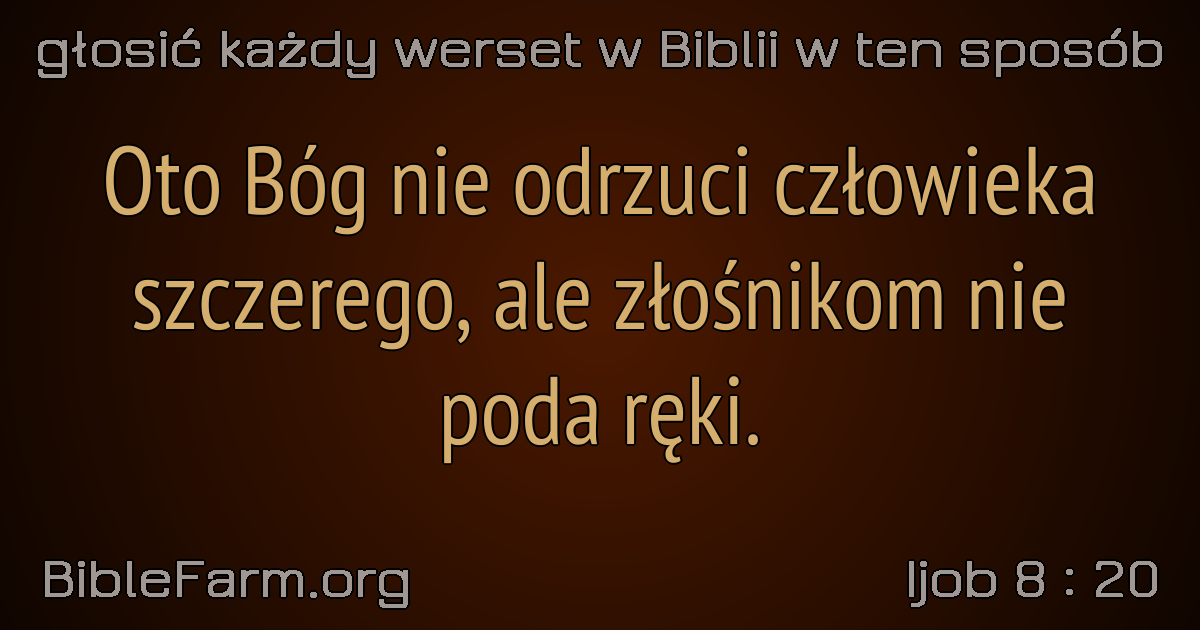 głosić każdy werset w Biblii w ten sposób
Oto Bóg nie odrzuci człowieka
szczerego, ale złośnikom nie
poda ręki.
BibleFarm.org
Ijob 8 : 20